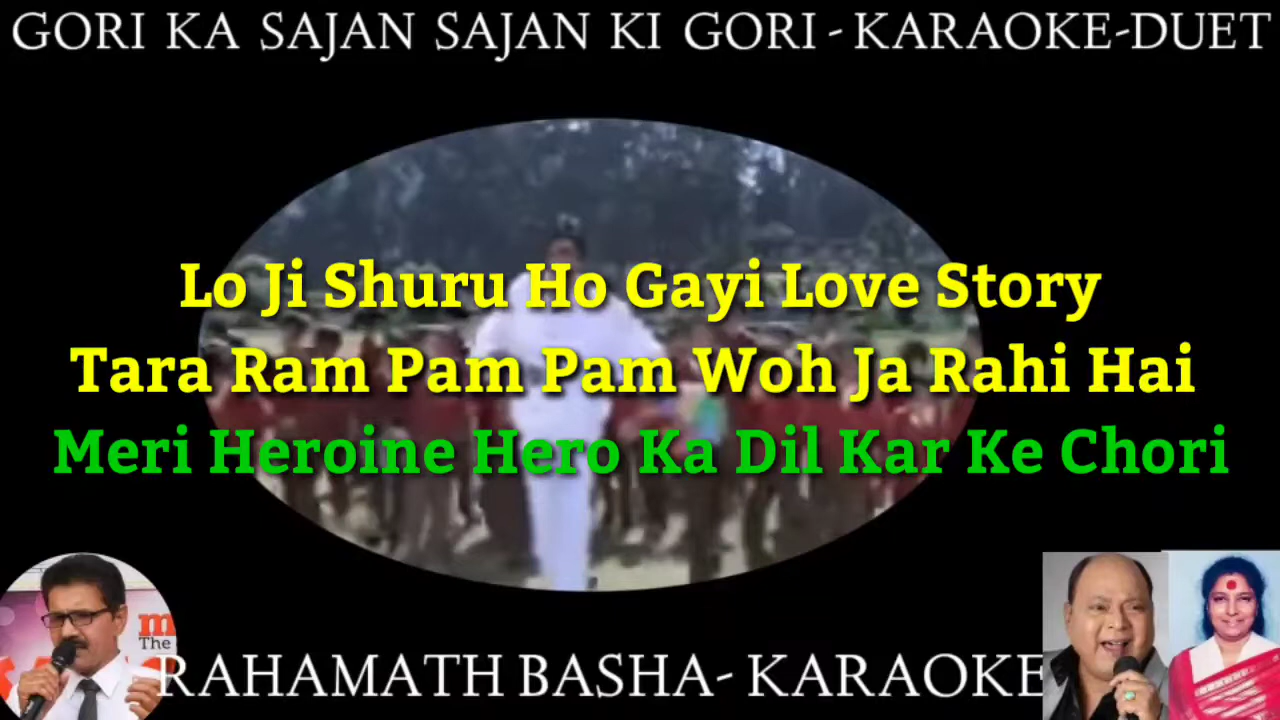 GORI KA SAJAN SAJAN KI GORI - KARAOKE-DUET
Lo Ji Shuru Ho Gayi Love Story
Tara Ram Pam Pam Woh Ja Rahi Hai
Meri Heroine Hero Ka Dil Kar Ke Chori
The
RAHAMATH BASHA- KARAOKE